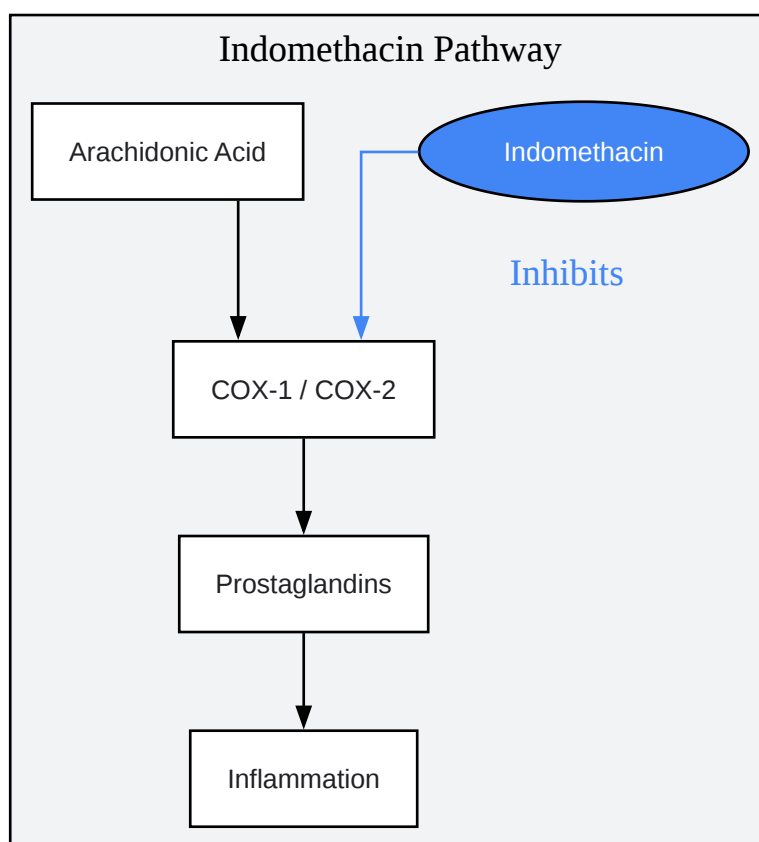 Indomethacin Pathway
Arachidonic Acid
Indomethacin
Inhibits
COX-1 / COX-2
Prostaglandins
Inflammation